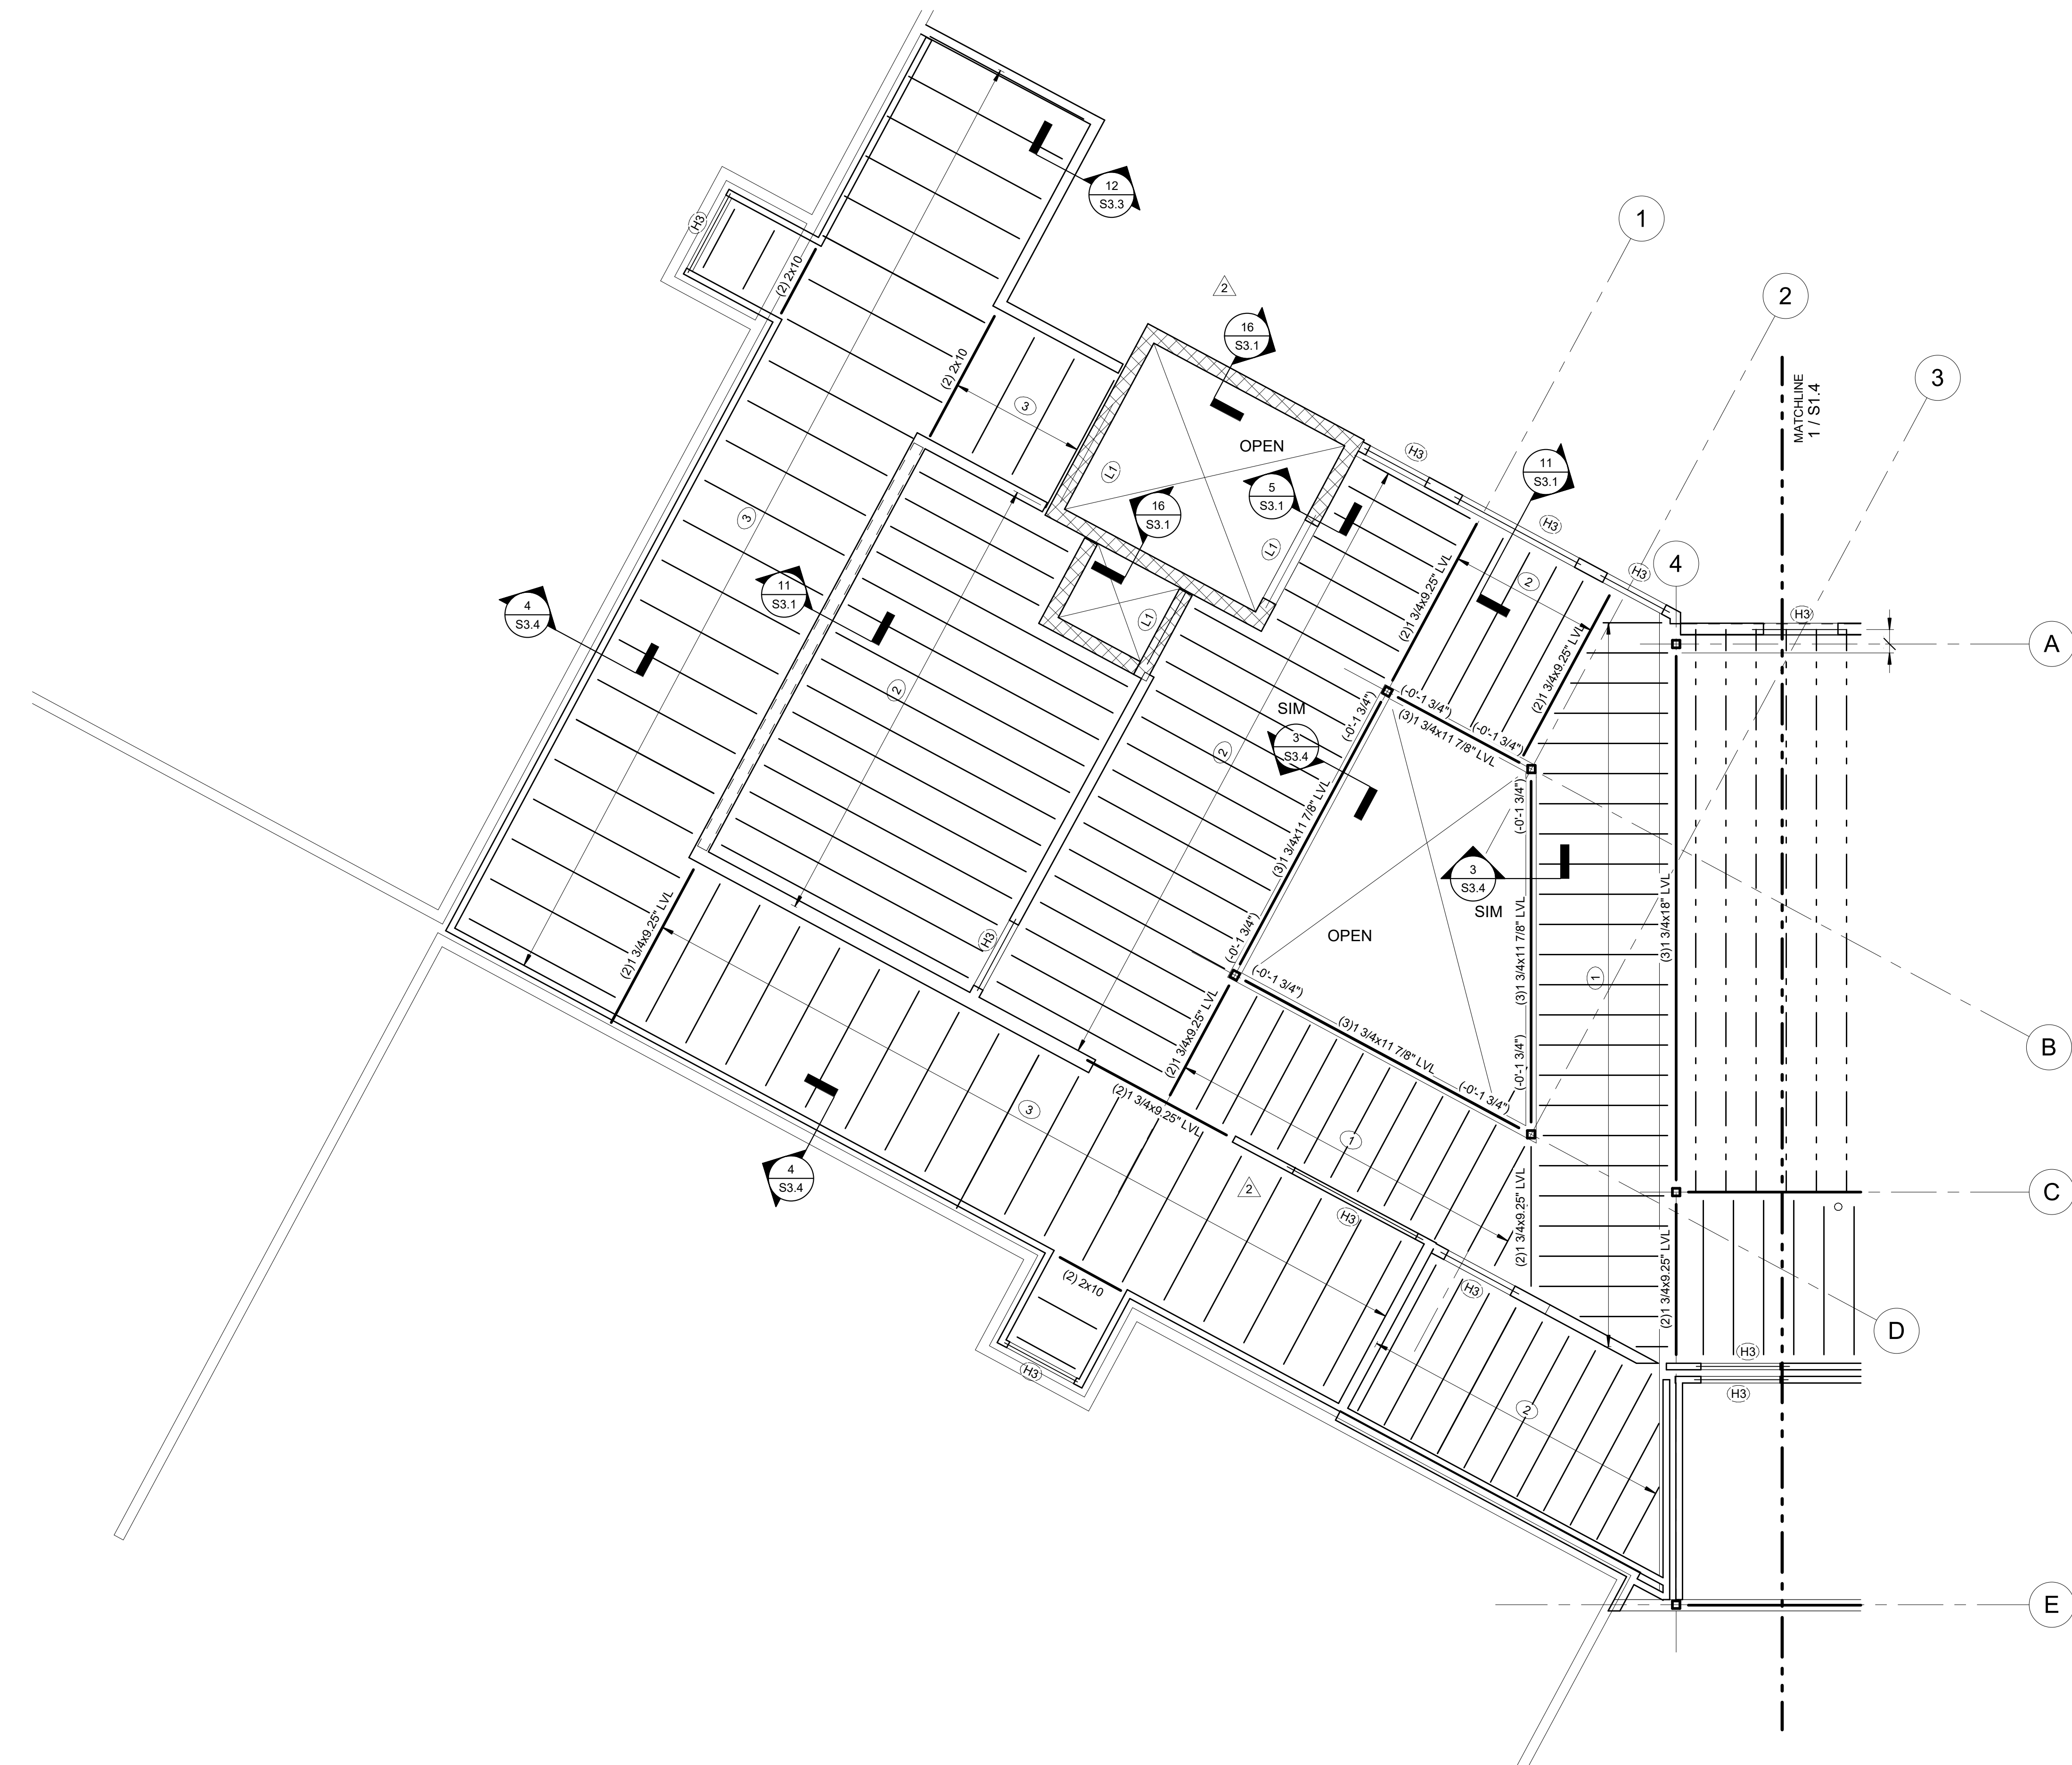 12
S3.3
1
2
3
MATCHLINE
1 / S1.4
H3
(2) 2x10
2
16
S3.1
(2) 2x10
3
OPEN
H3
11
S3.1
L1
5
S3.1
H3
16
S3.1
3
L1
(2)1 3/4x9.25" LVL
2
H3
4
4
S3.4
11
S3.1
L1
H3
A
(2)1 3/4x9.25" LVL
2
SIM
3
S3.4
2
(-0'-1 3/4")
(-0'-1 3/4")
(3)1 3/4x11 7/8" LVL
(-0'-1 3/4")
(-0'-1 3/4")
(3)1 3/4x11 7/8" LVL
3
S3.4
SIM
(2)1 3/4x9.25" LVL
H3
(-0'-1 3/4")
(-0'-1 3/4")
OPEN
(3)1 3/4x11 7/8" LVL
1
(3)1 3/4x18" LVL
B
(2)1 3/4x9.25" LVL
(3)1 3/4x11 7/8" LVL
(-0'-1 3/4")
(-0'-1 3/4")
3
(2)1 3/4x9.25" LVL
1
4
S3.4
2
H3
(2)1 3/4x9.25" LVL
C
(2) 2x10
H3
H3
(2)1 3/4x9.25" LVL
D
H3
H3
2
E